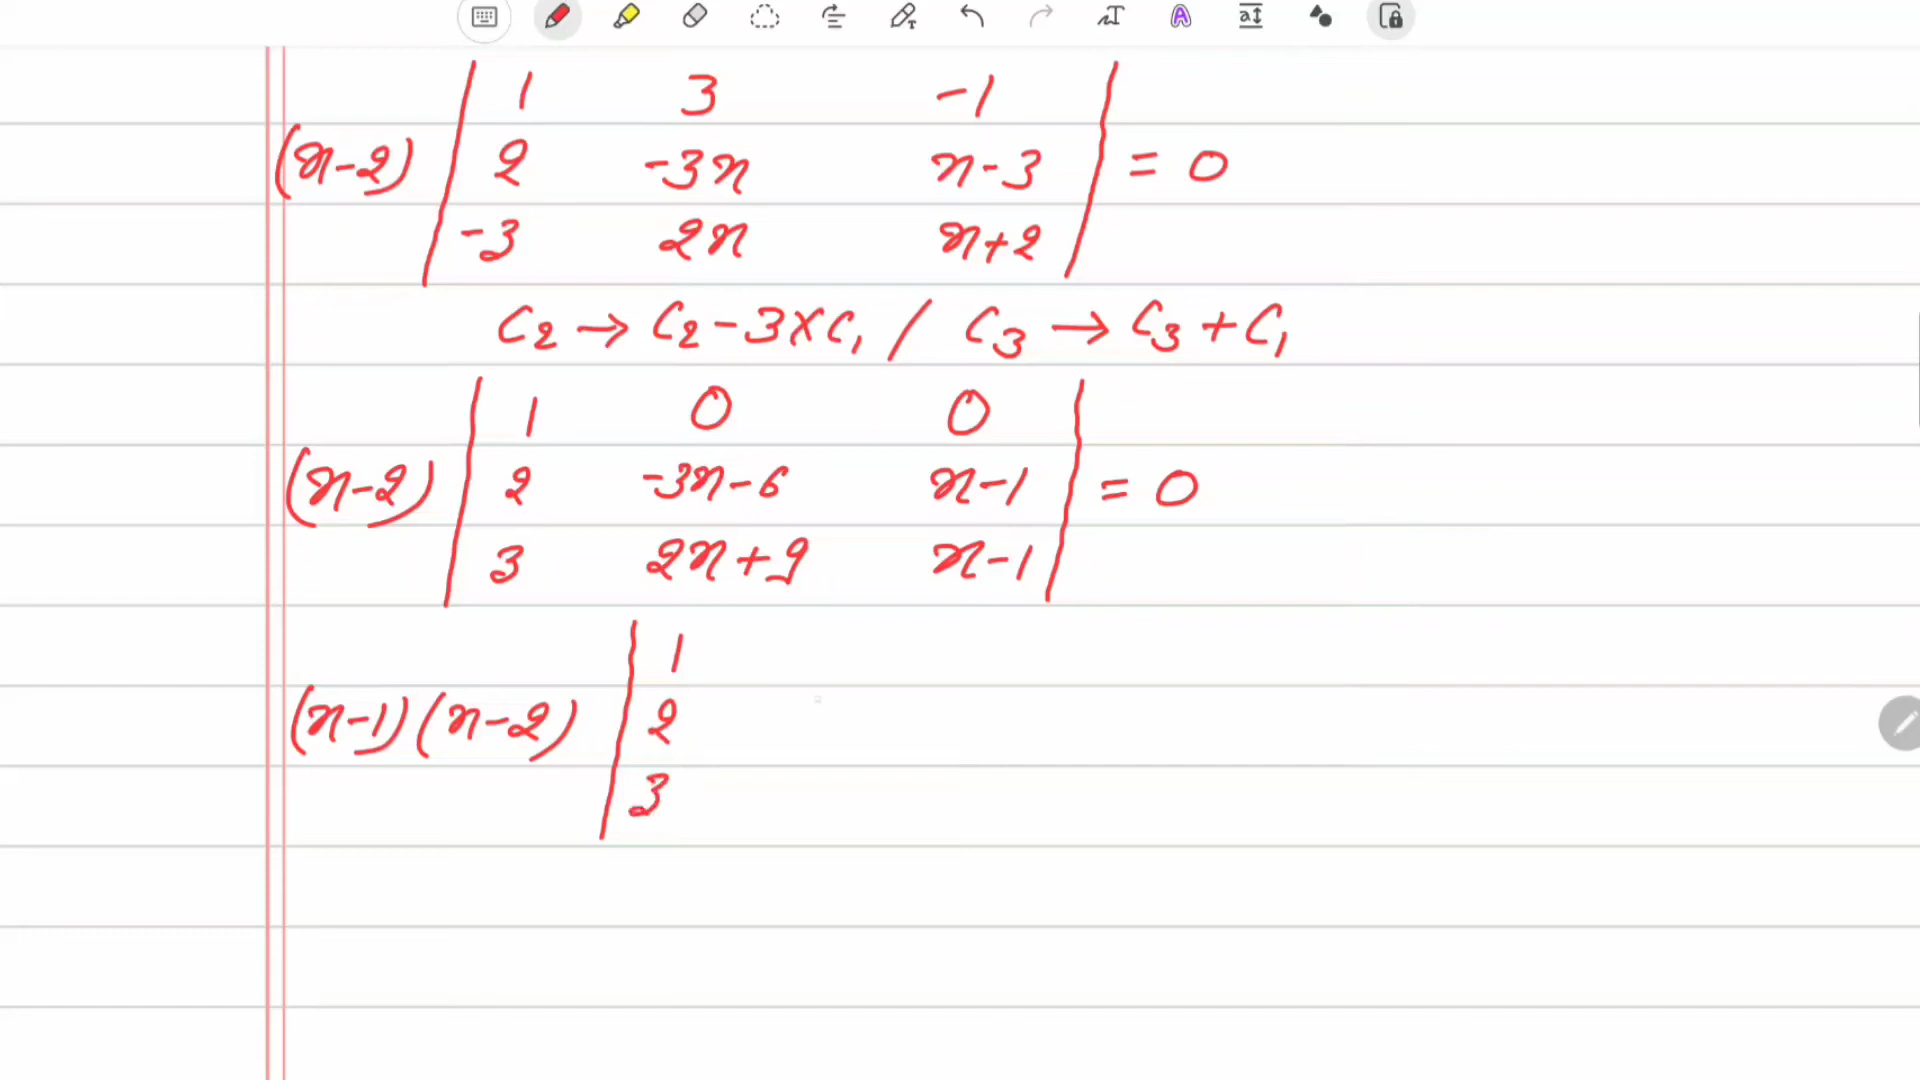 | 1 3 -1 |
(x-2) | 2 -3x x-3 | = 0
| -3 2x x+2 |
C₂ → C₂ - 3×C₁ / C₃ → C₃ + C₁
| 1 0 0 |
(x-2) | 2 -3x-6 x-1 | = 0
| 3 2x+9 x-1 |
| 1
(x-1)(x-2) | 2
| 3